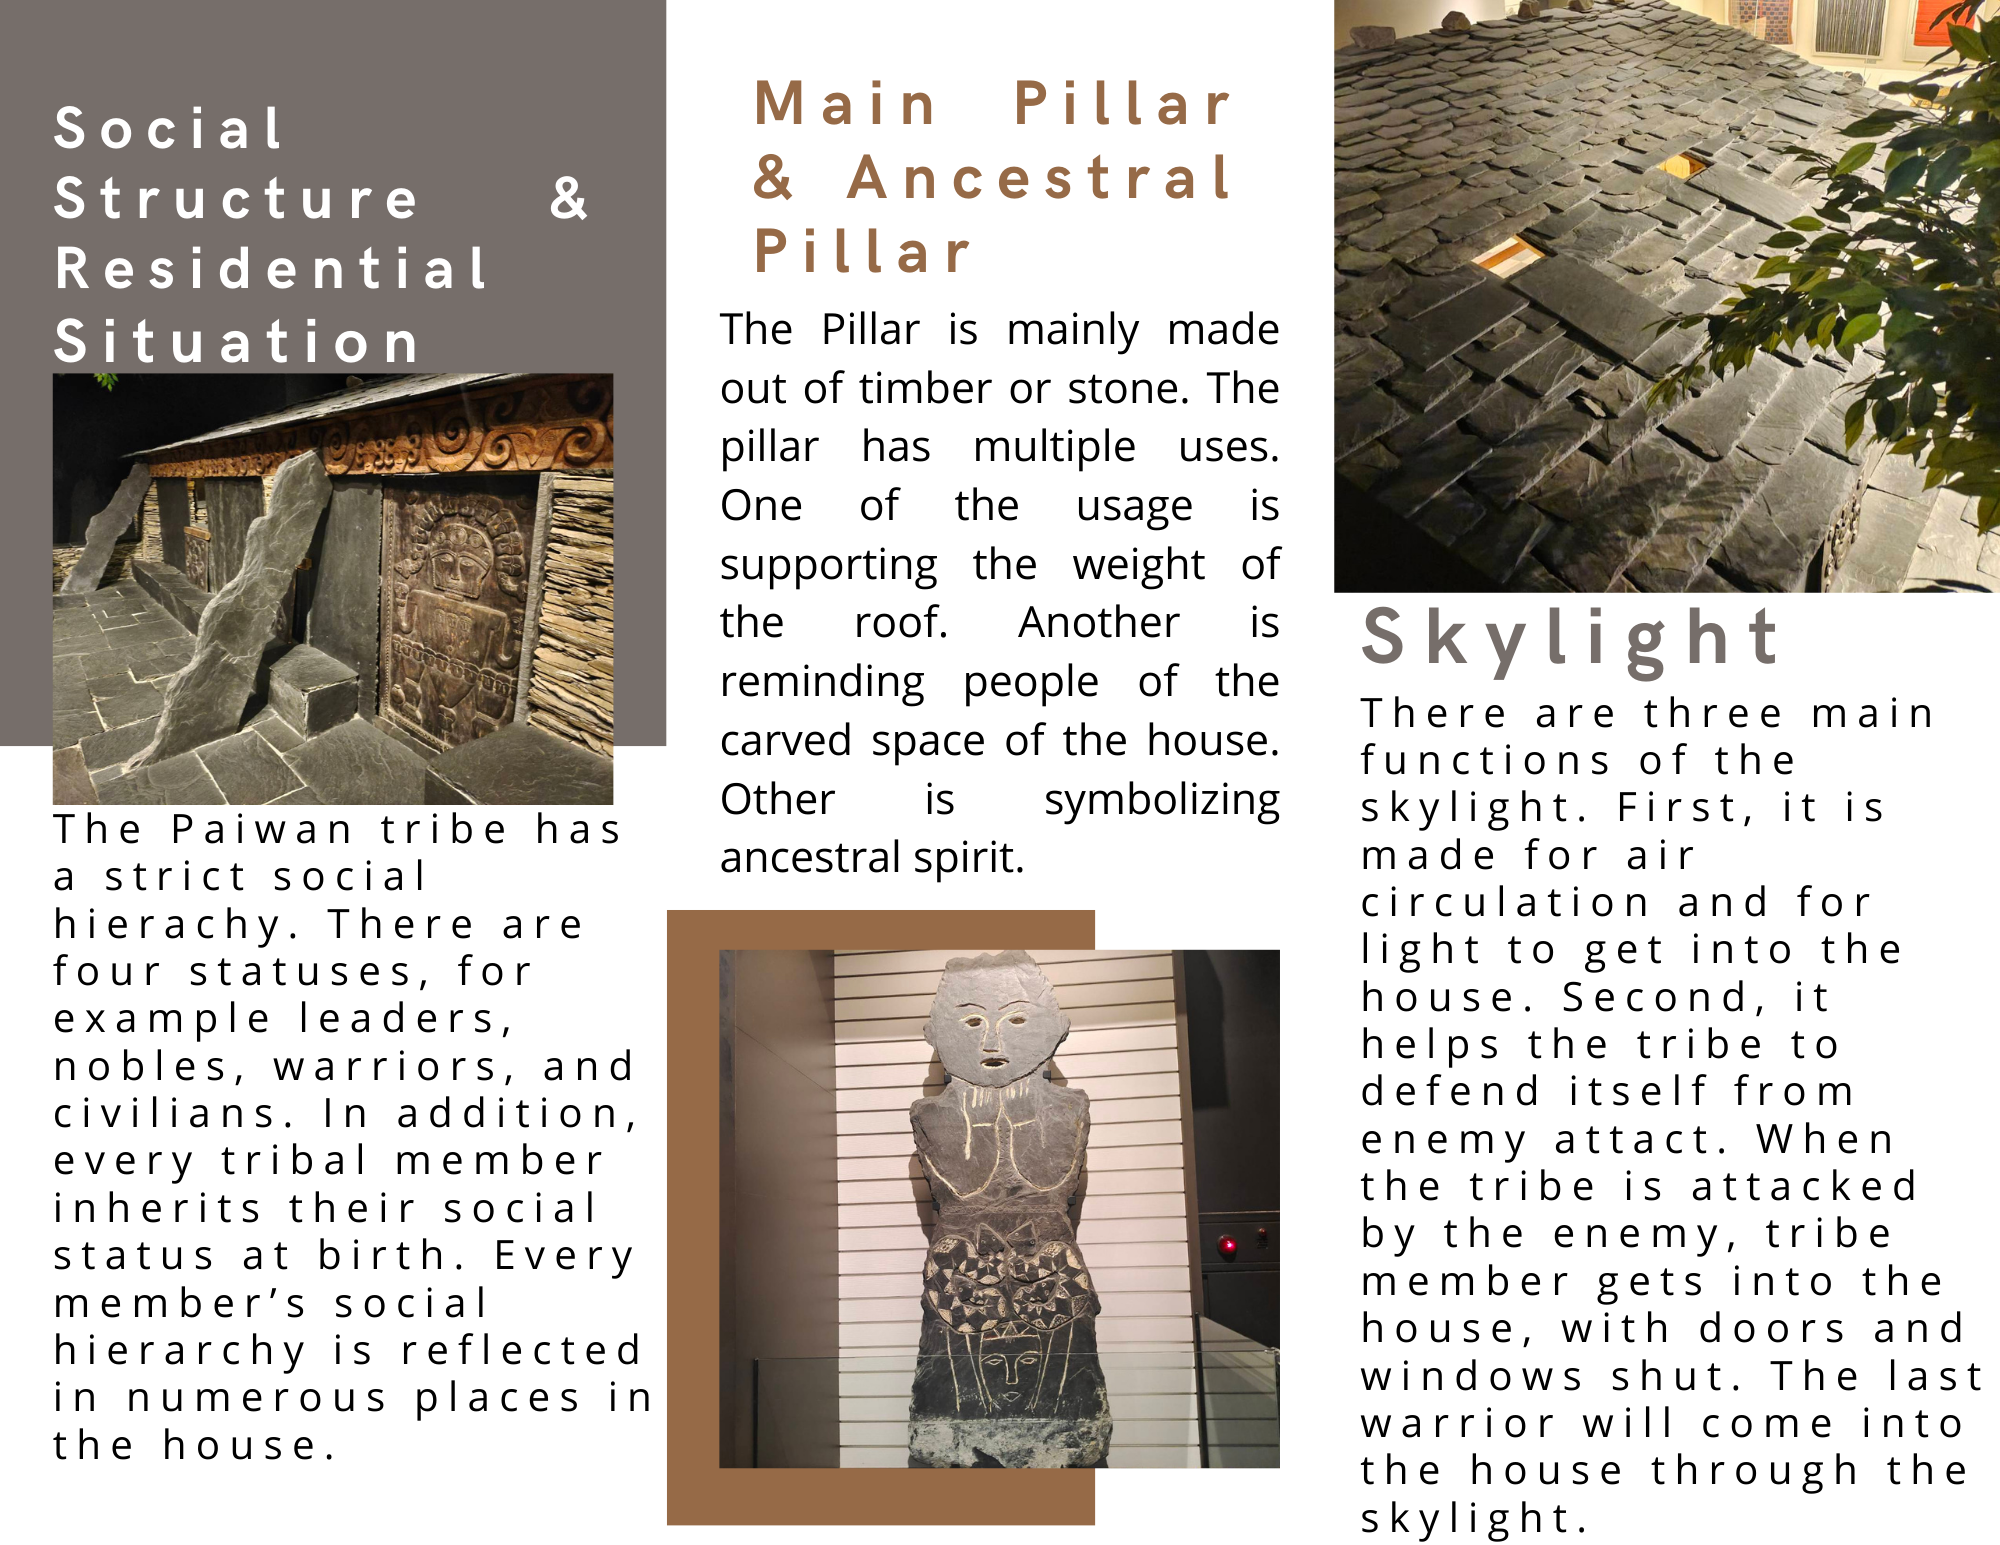 Social
Structure &
Residential
Situation
The Paiwan tribe has
a strict social
hierachy. There are
four statuses, for
example leaders,
nobles, warriors, and
civilians. In addition,
every tribal member
inherits their social
status at birth. Every
member’s social
hierarchy is reflected
in numerous places in
the house.
Main Pillar
& Ancestral
Pillar
The Pillar is mainly made
out of timber or stone. The
pillar has multiple uses.
One of the usage is
supporting the weight of
the roof. Another is
reminding people of the
carved space of the house.
Other is symbolizing
ancestral spirit.
Skylight
There are three main
functions of the
skylight. First, it is
made for air
circulation and for
light to get into the
house. Second, it
helps the tribe to
defend itself from
enemy attact. When
the tribe is attacked
by the enemy, tribe
member gets into the
house, with doors and
windows shut. The last
warrior will come into
the house through the
skylight.